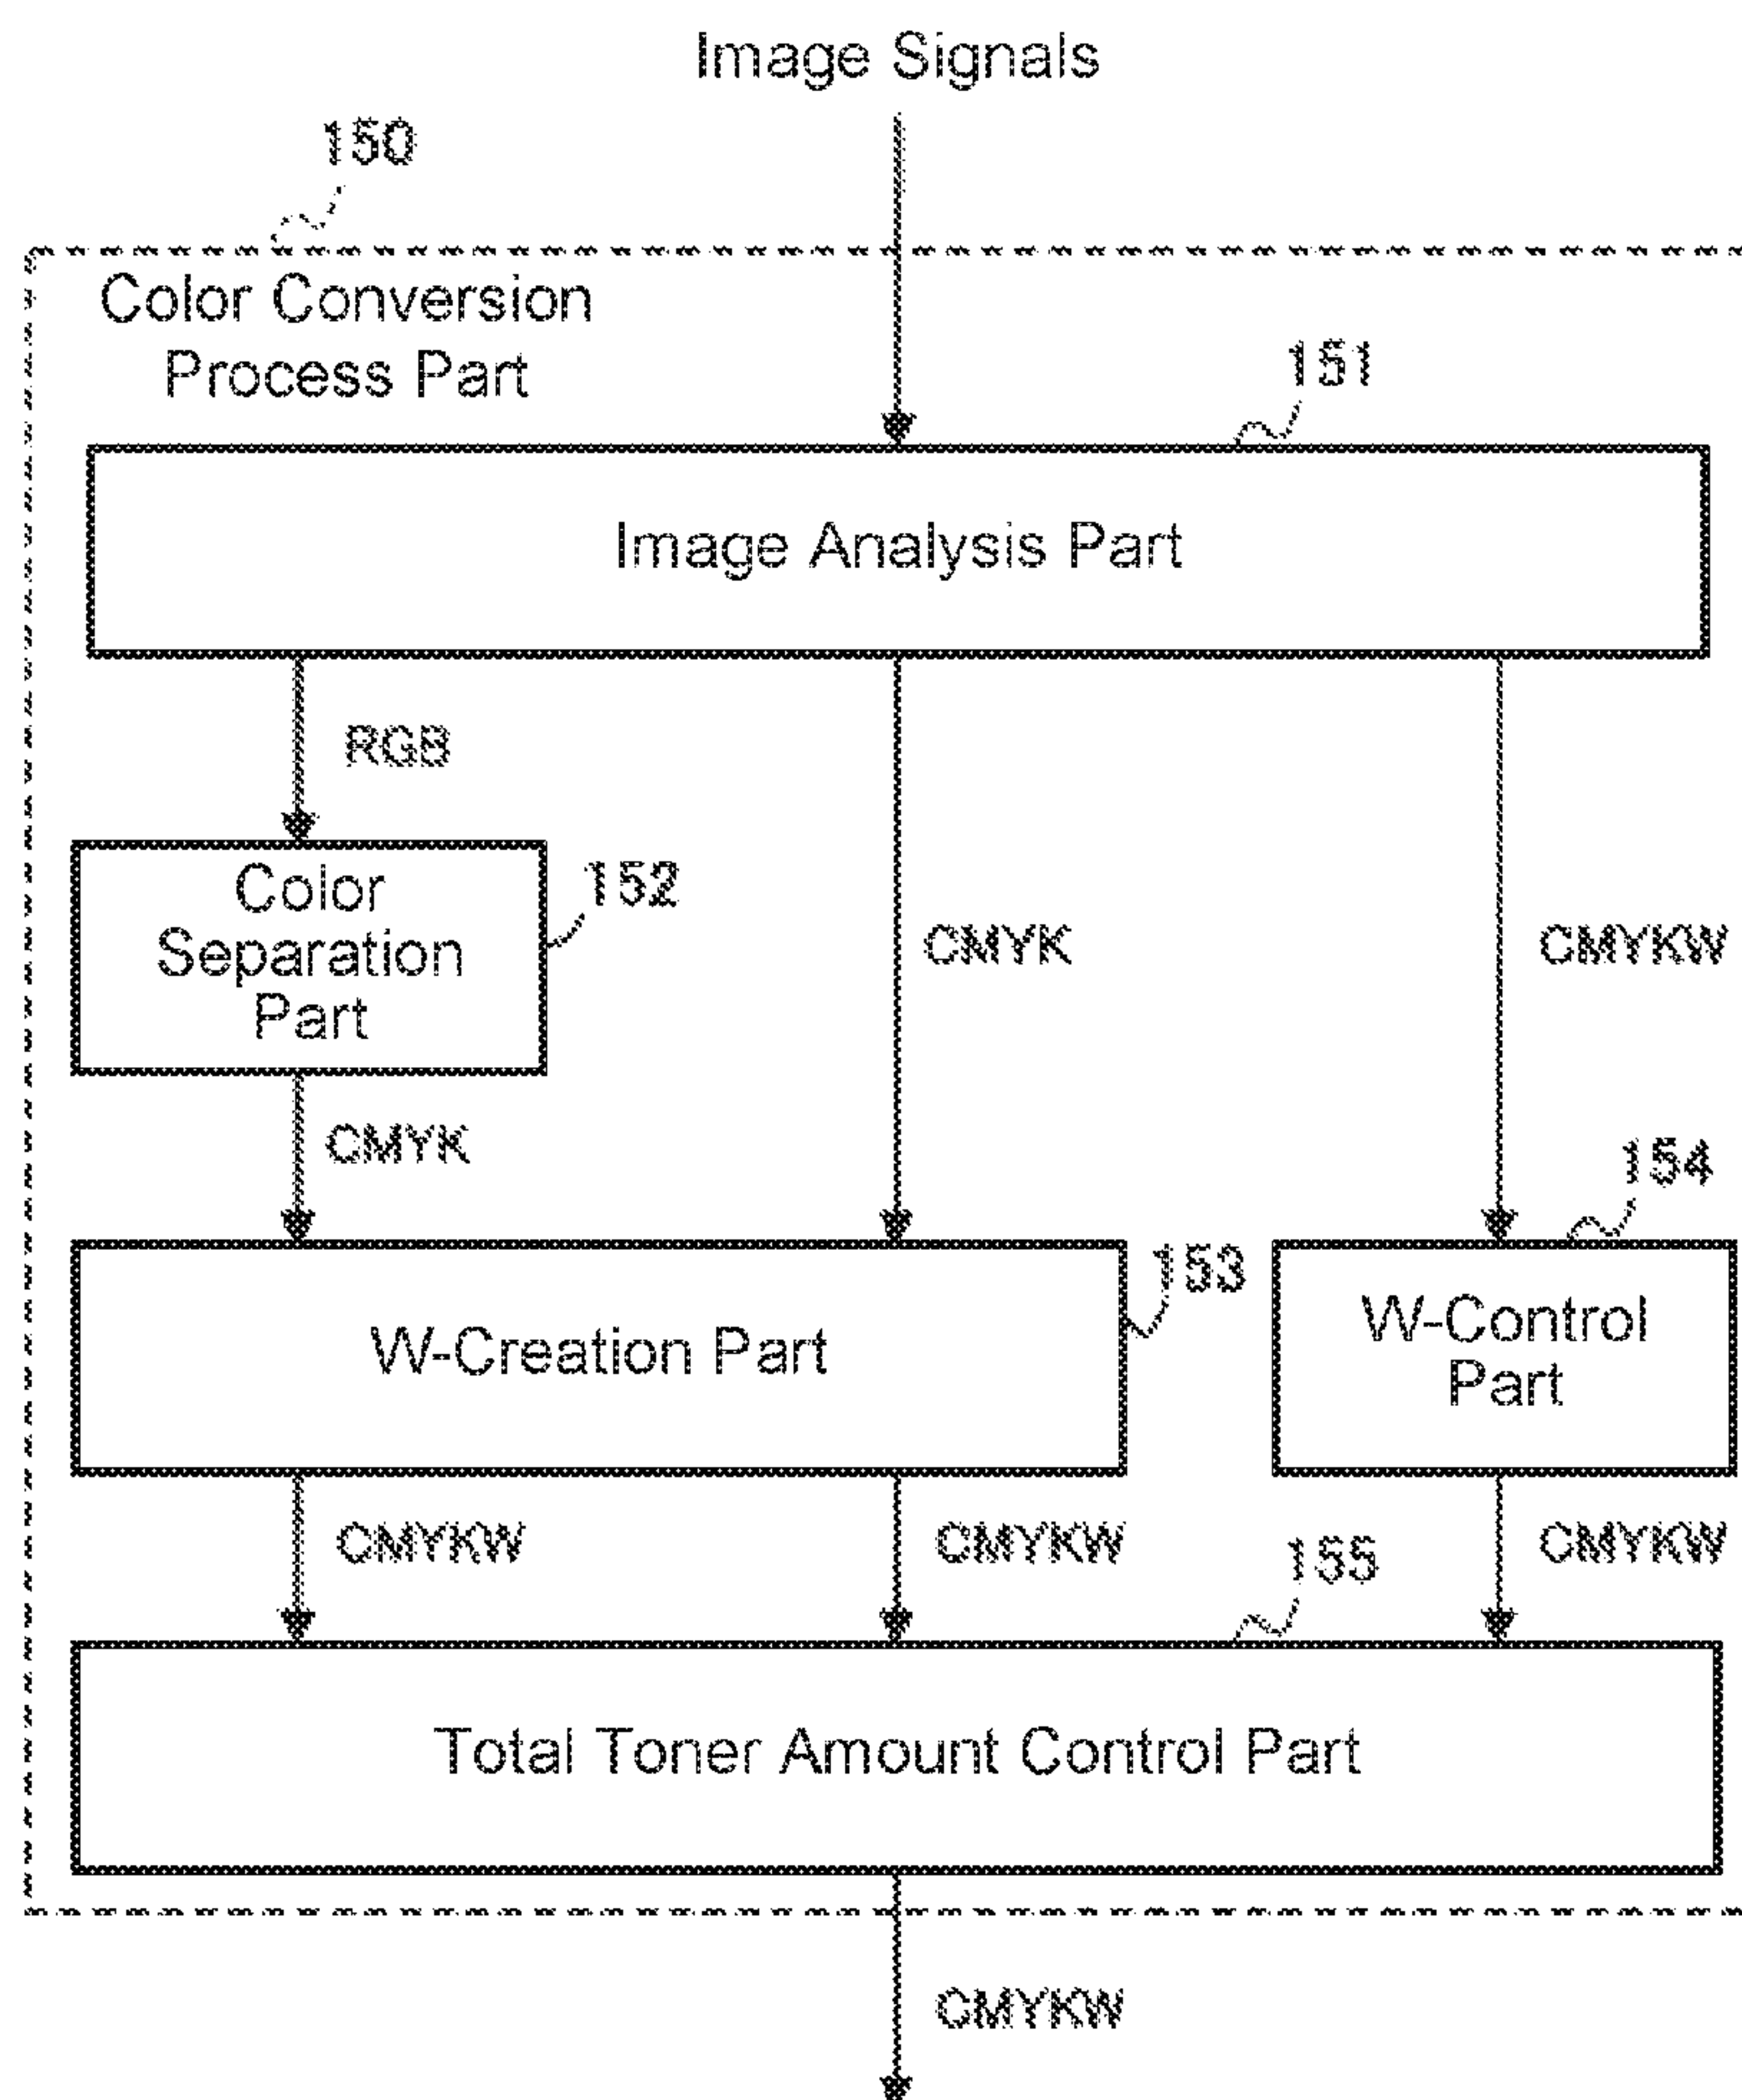 Image Signals
150
Color Conversion
Process Part
151
Image Analysis Part
RGB
Color
Separation
Part
152
CMYK
CMYKW
CMYK
154
W-Creation Part
153
W-Control
Part
CMYKW
CMYKW
155
CMYKW
Total Toner Amount Control Part
CMYKW